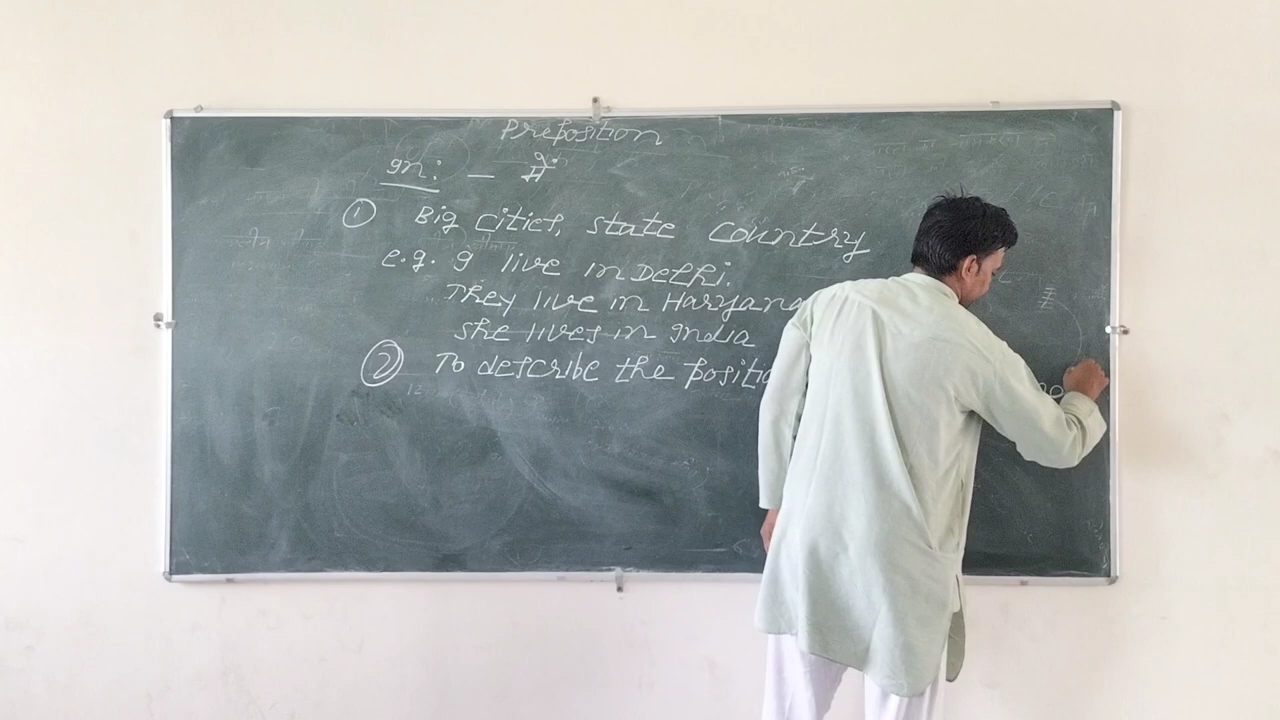 Preposition
In: — में
① Big cities, state country
e.g. I live in Delhi.
They live in Haryana
she lives in India
② To describe the positio